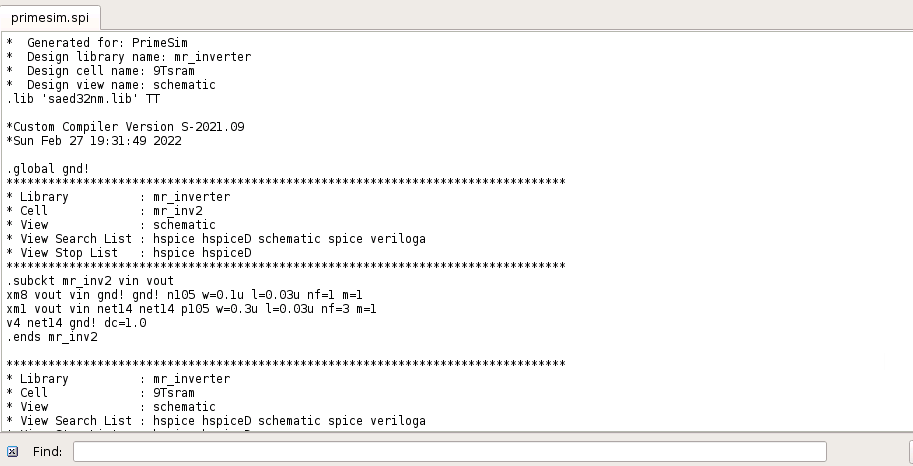 primesim.spi
*  Generated for: PrimeSim
*  Design library name: mr_inverter
*  Design cell name: 9Tsram
*  Design view name: schematic
.lib 'saed32nm.lib' TT
*Custom Compiler Version S-2021.09
*Sun Feb 27 19:31:49 2022
.global gnd!
********************************************************************************
* Library          : mr_inverter
* Cell             : mr_inv2
* View             : schematic
* View Search List : hspice hspiceD schematic spice veriloga
* View Stop List   : hspice hspiceD
********************************************************************************
.subckt mr_inv2 vin vout
xm8 vout vin gnd! gnd! n105 w=0.1u l=0.03u nf=1 m=1
xm1 vout vin net14 net14 p105 w=0.3u l=0.03u nf=3 m=1
v4 net14 gnd! dc=1.0
.ends mr_inv2
********************************************************************************
* Library          : mr_inverter
* Cell             : 9Tsram
* View             : schematic
* View Search List : hspice hspiceD schematic spice veriloga
Find: